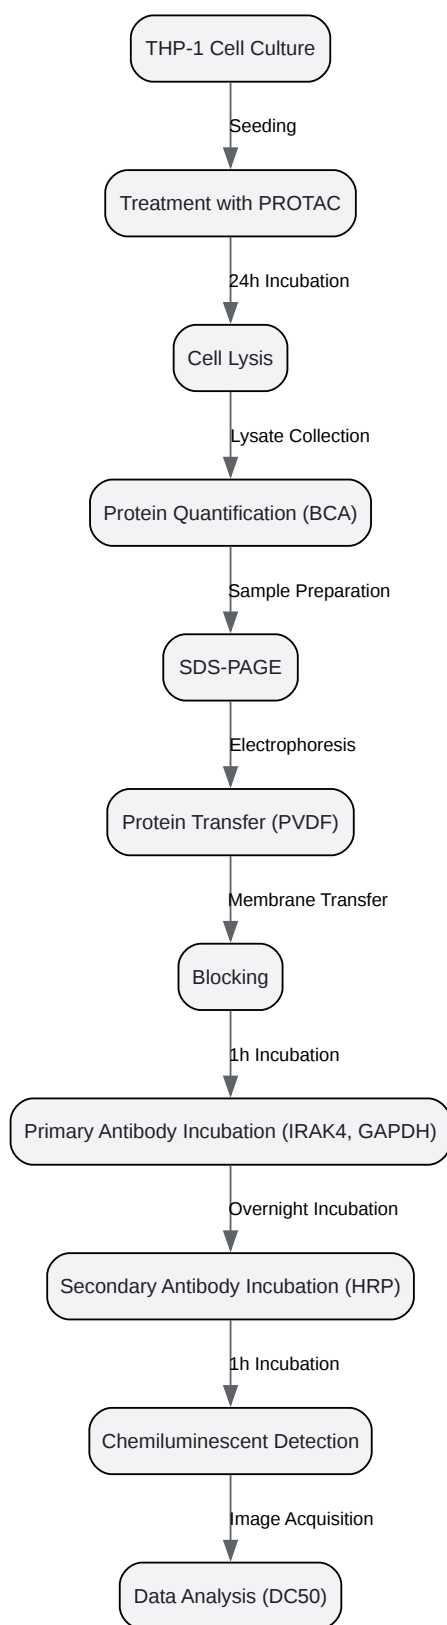 THP-1 Cell Culture
Seeding
Treatment with PROTAC
24h Incubation
Cell Lysis
Lysate Collection
Protein Quantification (BCA)
Sample Preparation
SDS-PAGE
Electrophoresis
Protein Transfer (PVDF)
Membrane Transfer
Blocking
1h Incubation
Primary Antibody Incubation (IRAK4, GAPDH)
Overnight Incubation
Secondary Antibody Incubation (HRP)
1h Incubation
Chemiluminescent Detection
Image Acquisition
Data Analysis (DC50)